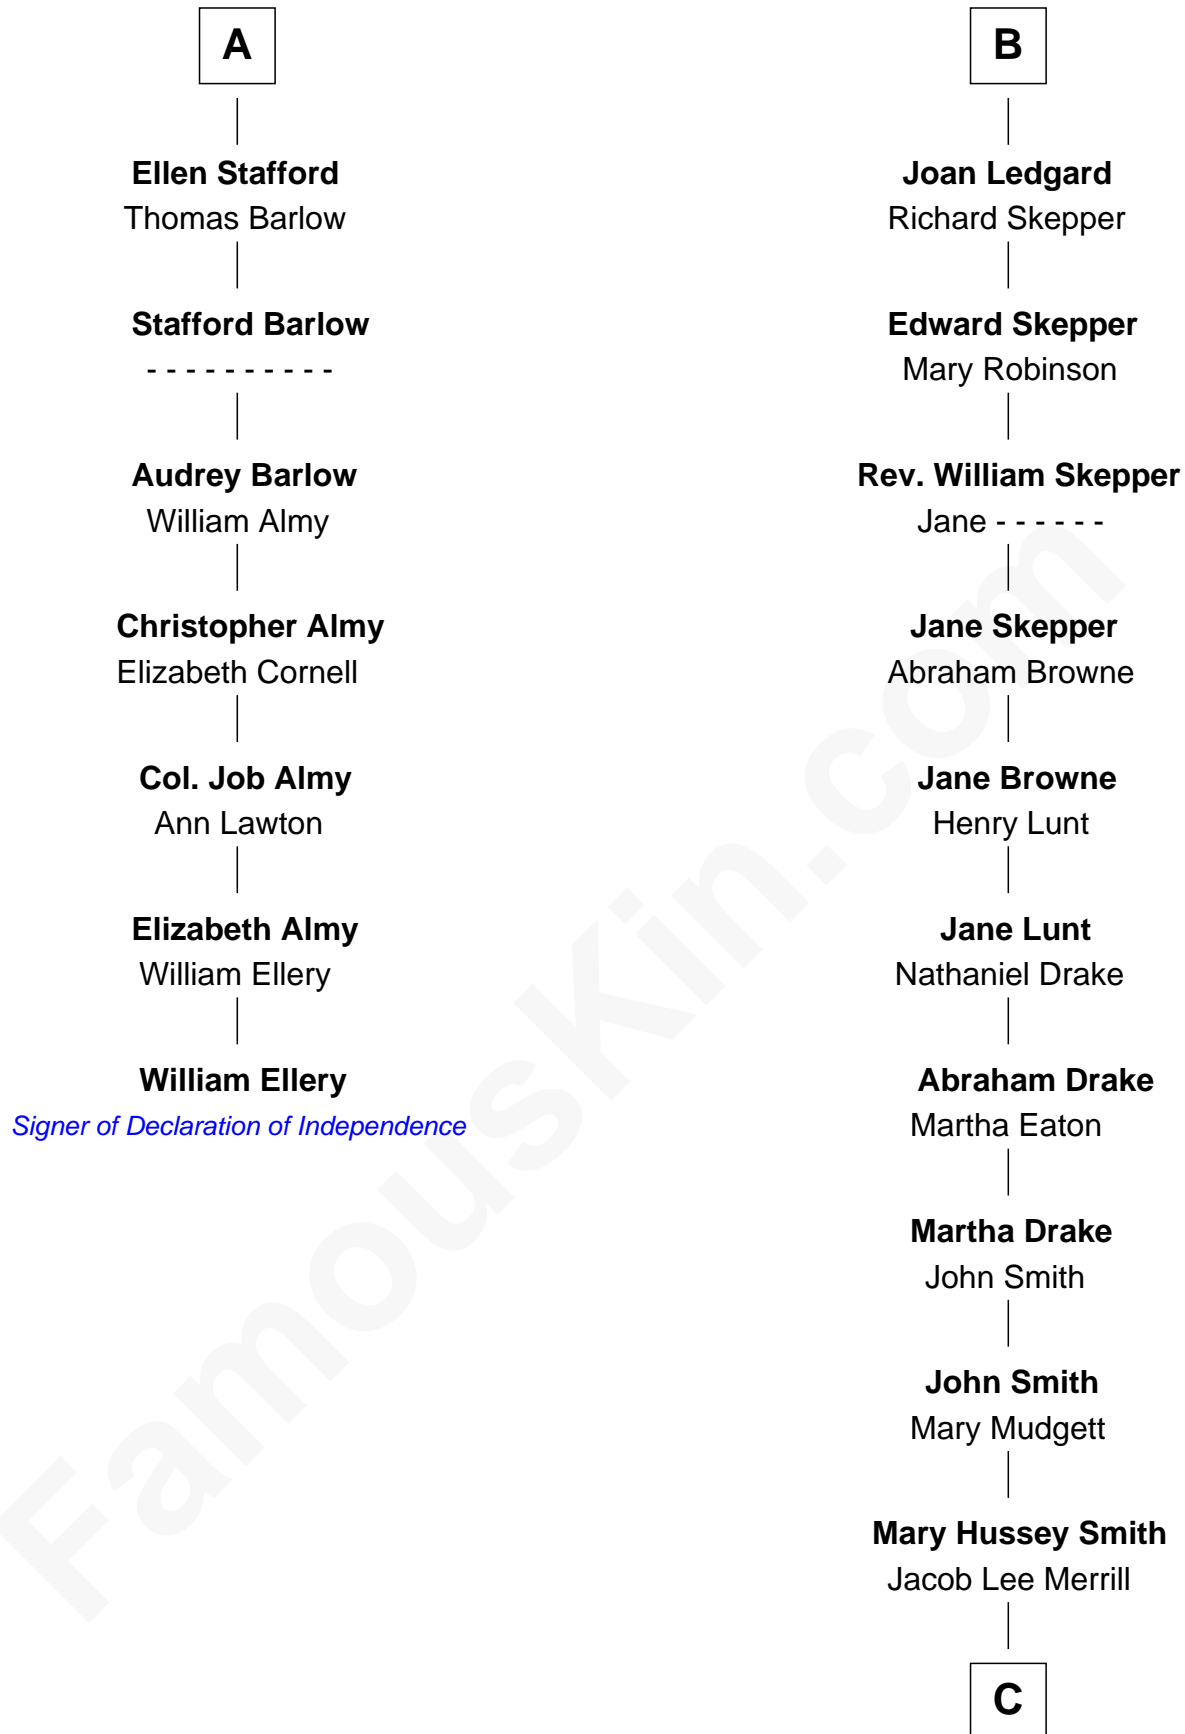 A
Ellen Stafford
Thomas Barlow
Stafford Barlow
- - - - - - - - - -
Audrey Barlow
William Almy
Christopher Almy
Elizabeth Cornell
Col. Job Almy
Ann Lawton
Elizabeth Almy
William Ellery
William Ellery
Signer of Declaration of Independence
B
Joan Ledgard
Richard Skepper
Edward Skepper
Mary Robinson
Rev. William Skepper
Jane - - - - - -
Jane Skepper
Abraham Browne
Jane Browne
Henry Lunt
Jane Lunt
Nathaniel Drake
Abraham Drake
Martha Eaton
Martha Drake
John Smith
John Smith
Mary Mudgett
Mary Hussey Smith
Jacob Lee Merrill
C
FamousKin.com